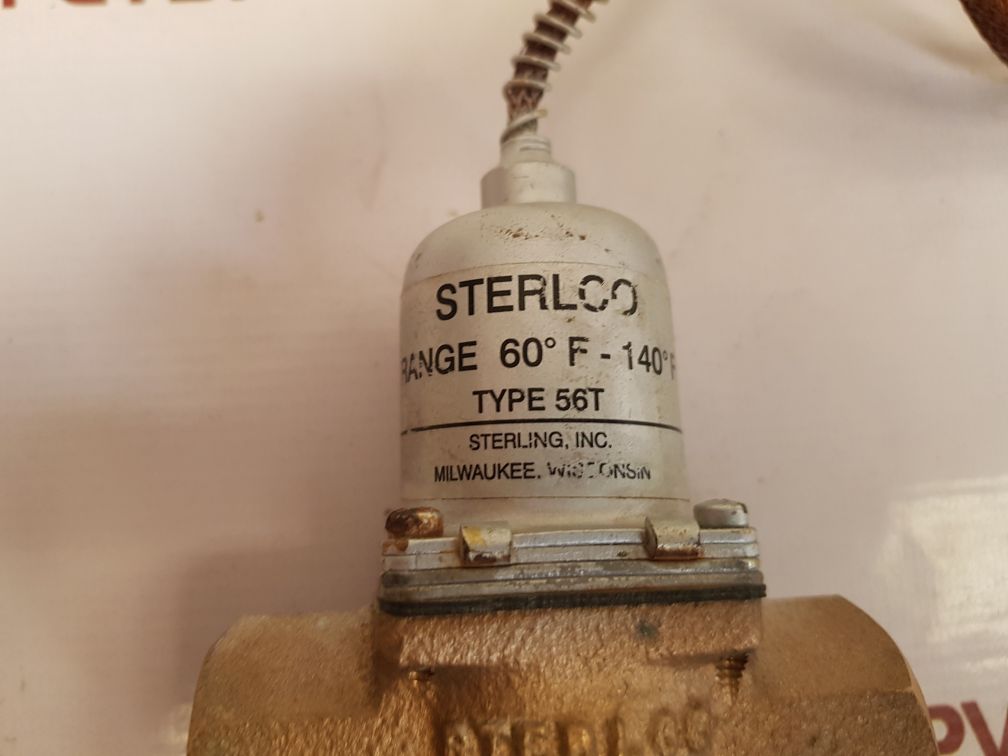 STERLCO
RANGE 60° F - 140° F
TYPE 56T
STERLING, INC.
MILWAUKEE. WISCONSIN
STERLCO